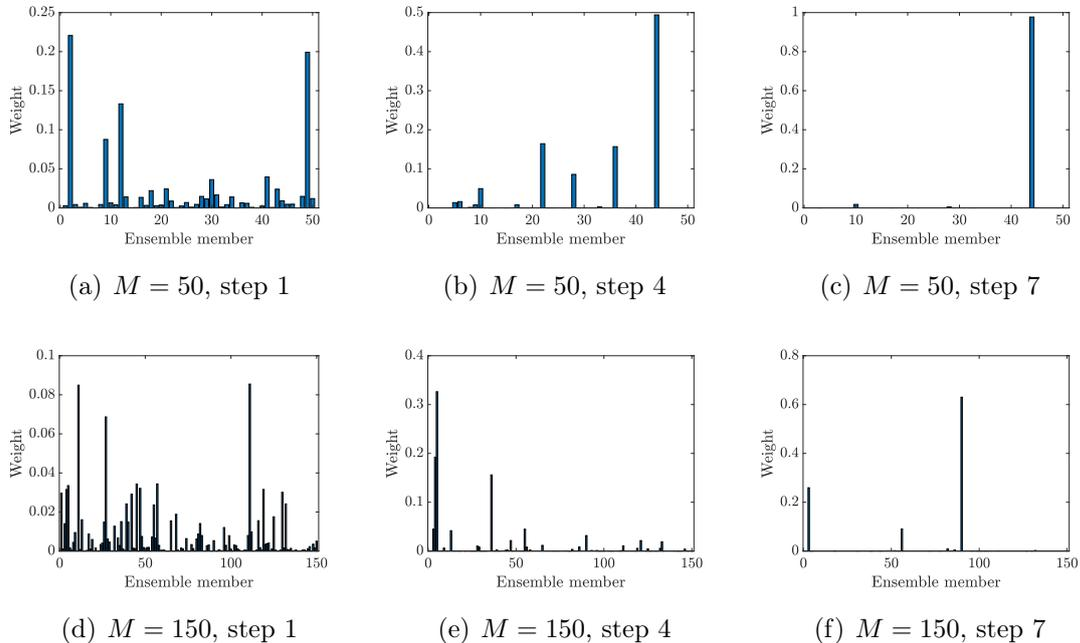 0.25
0.2
0.15
0.1
0.05
0
Weight
0 10 20 30 40 50
Ensemble member
(a) M = 50, step 1
0.5
0.4
0.3
0.2
0.1
0
Weight
0 10 20 30 40 50
Ensemble member
(b) M = 50, step 4
1
0.8
0.6
0.4
0.2
0
Weight
0 10 20 30 40 50
Ensemble member
(c) M = 50, step 7
0.1
0.08
0.06
0.04
0.02
0
Weight
0 50 100 150
Ensemble member
(d) M = 150, step 1
0.4
0.3
0.2
0.1
0
Weight
0 50 100 150
Ensemble member
(e) M = 150, step 4
0.8
0.6
0.4
0.2
0
Weight
0 50 100 150
Ensemble member
(f) M = 150, step 7